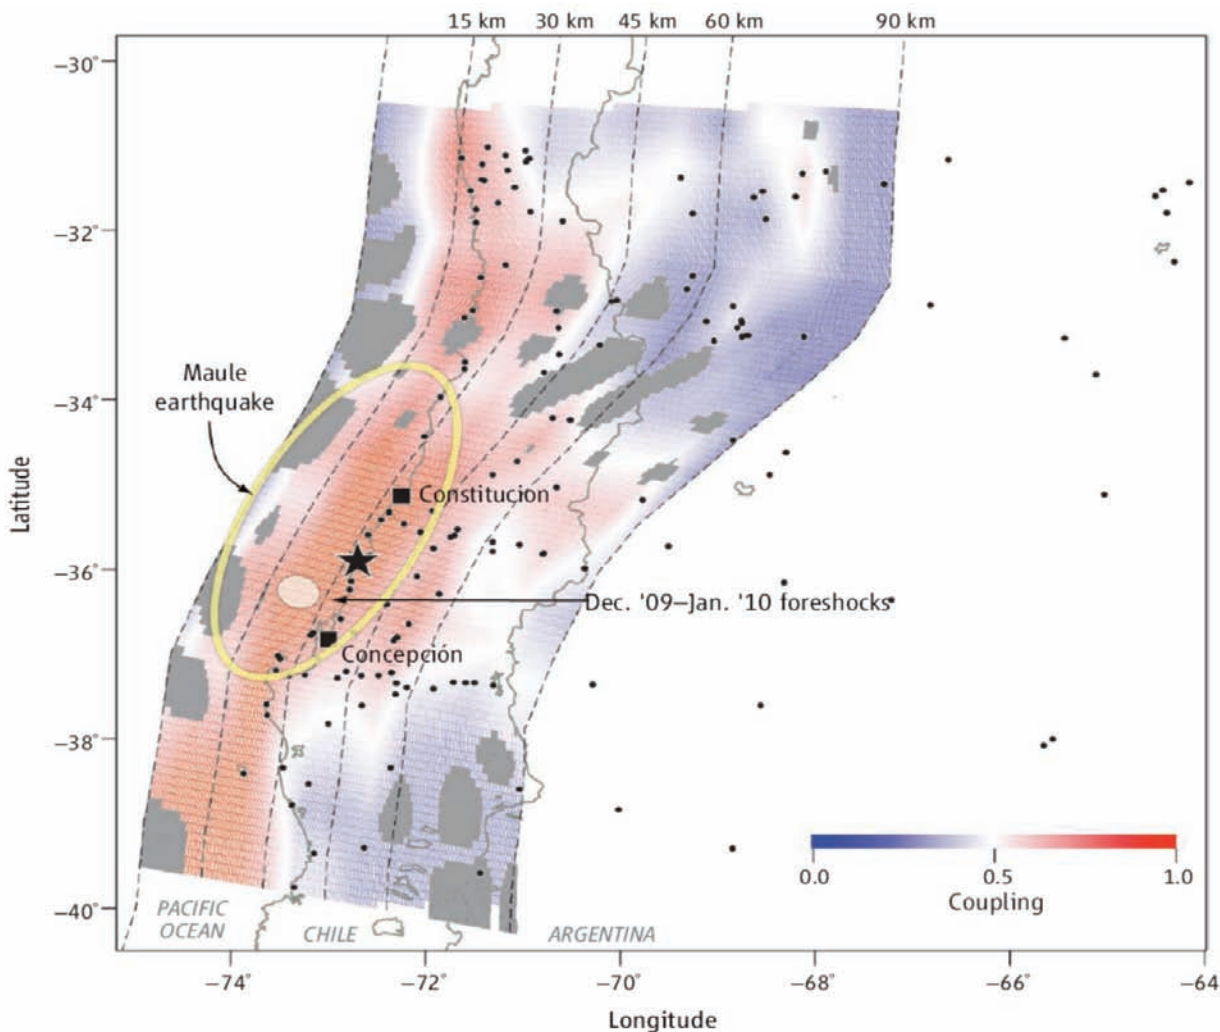 15 km 30 km 45 km 60 km 90 km
−30°
−32°
−34°
−36°
−38°
−40°
Latitude
Maule
earthquake
Constitucion
Dec. '09–Jan. '10 foreshocks
Concepción
0.0 0.5 1.0
Coupling
PACIFIC
OCEAN
CHILE
ARGENTINA
−74° −72° −70° −68° −66° −64
Longitude